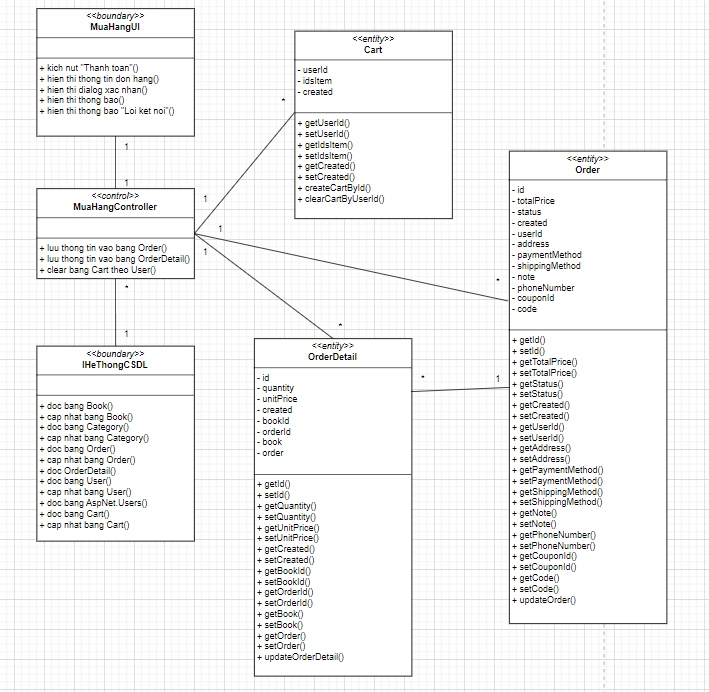 <<boundary>>
MuaHangUI
+ kich nut "Thanh toan"()
+ hien thi thong tin don hang()
+ hien thi dialog xac nhan()
+ hien thi thong bao()
+ hien thi thong bao "Loi ket noi"()
1
1
<<control>>
MuaHangController
+ luu thong tin vao bang Order()
+ luu thong tin vao bang OrderDetail()
+ clear bang Cart theo User()
*
1
<<boundary>>
IHeThongCSDL
+ doc bang Book()
+ cap nhat bang Book()
+ doc bang Category()
+ cap nhat bang Category()
+ doc bang Order()
+ cap nhat bang Order()
+ doc OrderDetail()
+ doc bang User()
+ cap nhat bang User()
+ doc bang AspNet.Users()
+ doc bang Cart()
+ cap nhat bang Cart()
<<entity>>
Cart
- userId
- idsItem
- created
+ getUserId()
+ setUserId()
+ getIdsItem()
+ setIdsItem()
+ getCreated()
+ setCreated()
+ createCartById()
+ clearCartByUserId()
*
1
1
1
*
*
<<entity>>
OrderDetail
- id
- quantity
- unitPrice
- created
- bookId
- orderId
- book
- order
+ getId()
+ setId()
+ getQuantity()
+ setQuantity()
+ getUnitPrice()
+ setUnitPrice()
+ getCreated()
+ setCreated()
+ getBookId()
+ setBookId()
+ getOrderId()
+ setOrderId()
+ getBook()
+ setBook()
+ getOrder()
+ setOrder()
+ updateOrderDetail()
*
1
<<entity>>
Order
- id
- totalPrice
- status
- created
- userId
- address
- paymentMethod
- shippingMethod
- note
- phoneNumber
- couponId
- code
+ getId()
+ setId()
+ getTotalPrice()
+ setTotalPrice()
+ getStatus()
+ setStatus()
+ getCreated()
+ setCreated()
+ getUserId()
+ setUserId()
+ getAddress()
+ setAddress()
+ getPaymentMethod()
+ setPaymentMethod()
+ getShippingMethod()
+ setShippingMethod()
+ getNote()
+ setNote()
+ getPhoneNumber()
+ setPhoneNumber()
+ getCouponId()
+ setCouponId()
+ getCode()
+ setCode()
+ updateOrder()